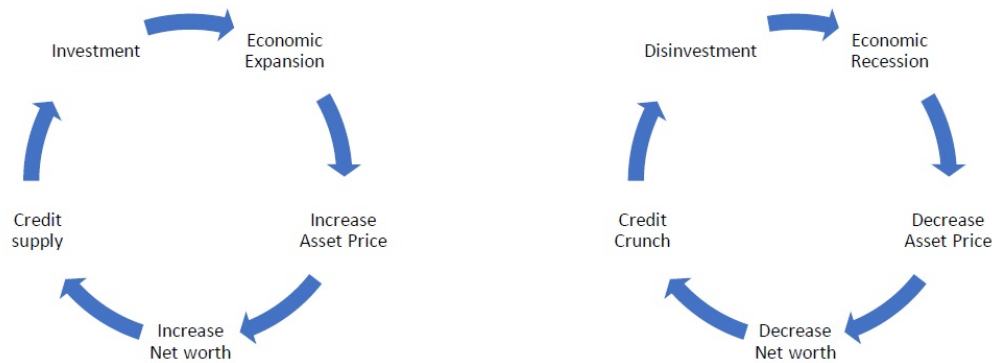 Investment
Economic
Expansion
Increase
Asset Price
Increase
Net worth
Credit
supply
Disinvestment
Economic
Recession
Decrease
Asset Price
Decrease
Net worth
Credit
Crunch